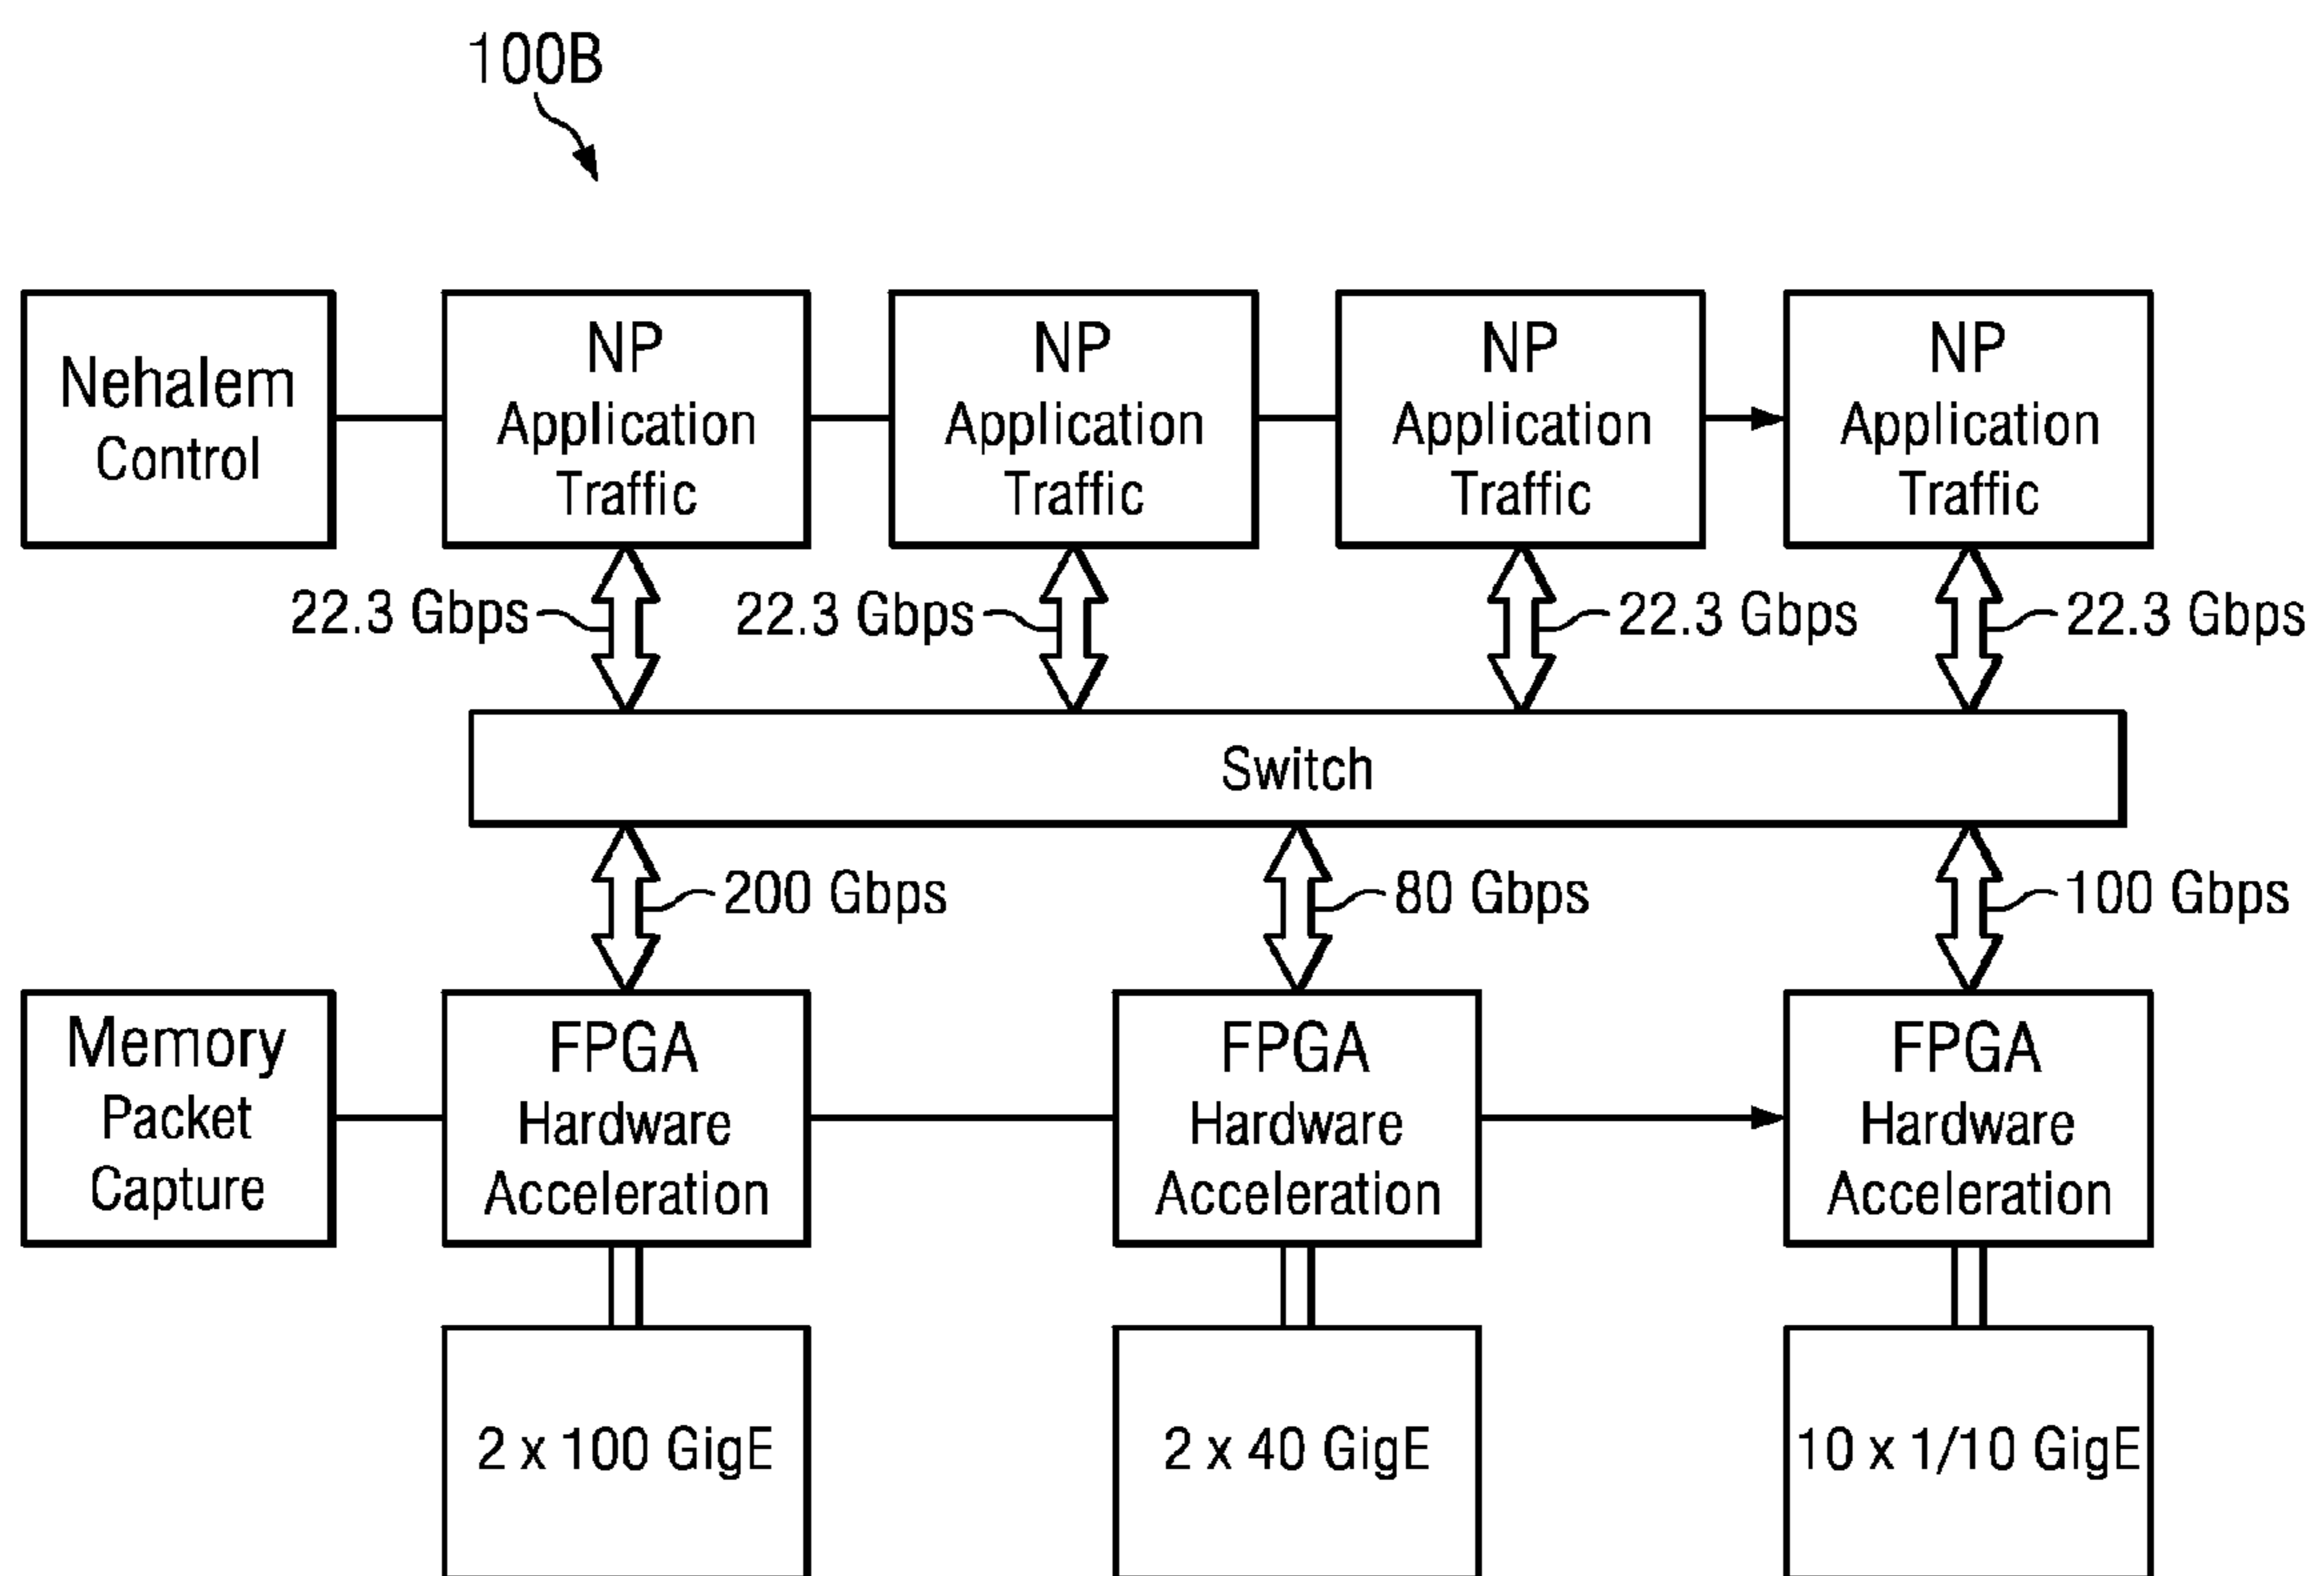 100B
Nehalem
Control
NP
Application
Traffic
NP
Application
Traffic
NP
Application
Traffic
NP
Application
Traffic
22.3 Gbps
22.3 Gbps
22.3 Gbps
22.3 Gbps
Switch
200 Gbps
80 Gbps
100 Gbps
Memory
Packet
Capture
FPGA
Hardware
Acceleration
FPGA
Hardware
Acceleration
FPGA
Hardware
Acceleration
2 x 100 GigE
2 x 40 GigE
10 x 1/10 GigE